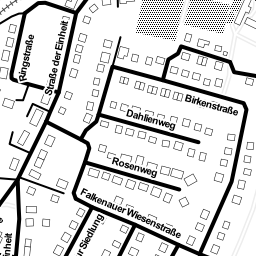 Ringstraße
Straße der Einheit
Birkenstraße
Dahlienweg
Rosenweg
Falkenauer Wiesenstraße
Siedlung
Einheit